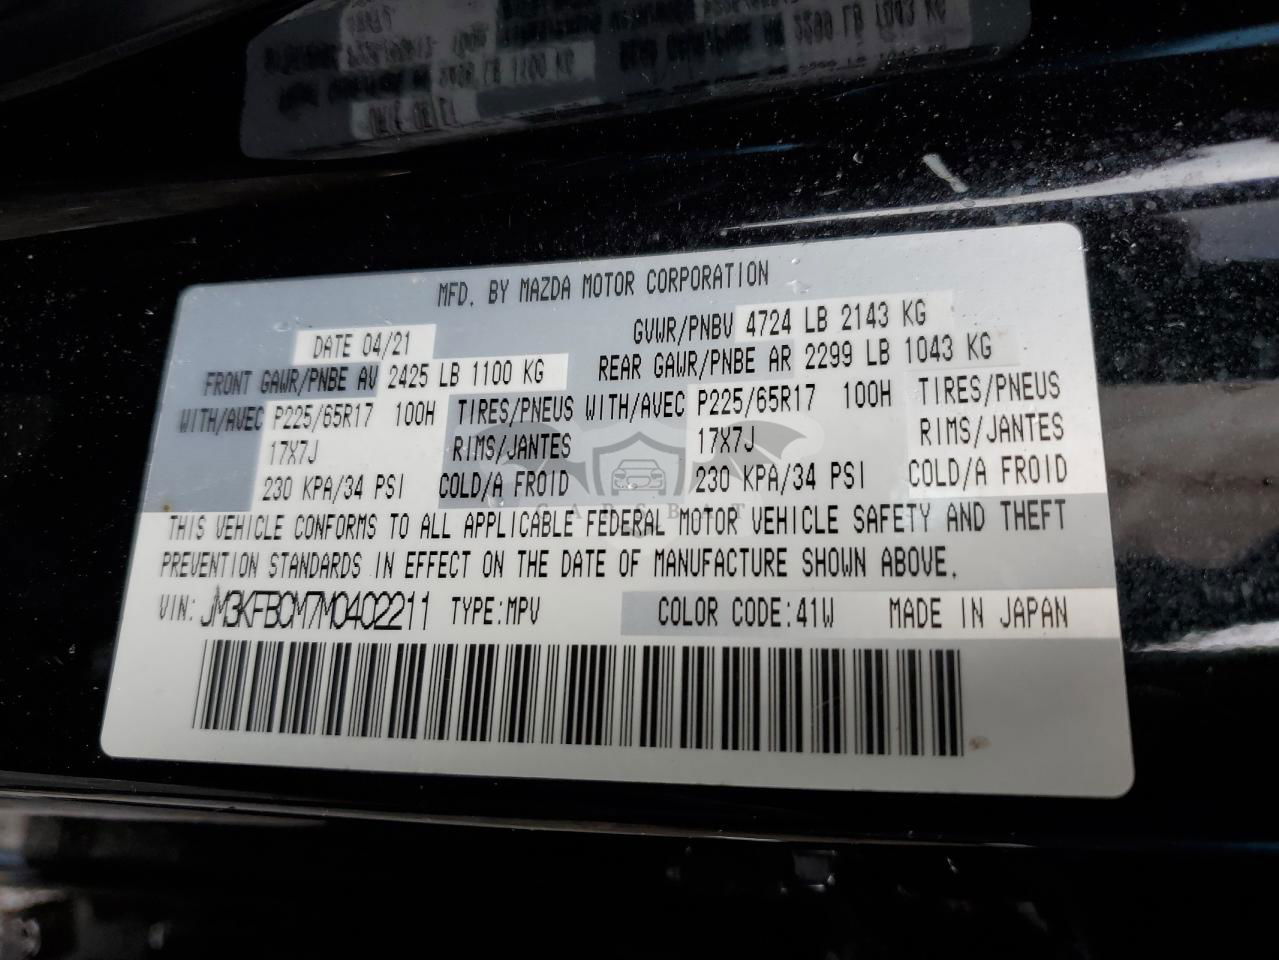 MFD. BY MAZDA MOTOR CORPORATION
DATE 04/21 GVWR/PNBV 4724 LB 2143 KG
FRONT GAWR/PNBE AV 2425 LB 1100 KG REAR GAWR/PNBE AR 2299 LB 1043 KG
WITH/AVEC P225/65R17 100H TIRES/PNEUS WITH/AVEC P225/65R17 100H TIRES/PNEUS
17X7J RIMS/JANTES 17X7J RIMS/JANTES
230 KPA/34 PSI COLD/A FROID 230 KPA/34 PSI COLD/A FROID
THIS VEHICLE CONFORMS TO ALL APPLICABLE FEDERAL MOTOR VEHICLE SAFETY AND THEFT
PREVENTION STANDARDS IN EFFECT ON THE DATE OF MANUFACTURE SHOWN ABOVE.
VIN: JM3KFBCM7M0402211 TYPE:MPV COLOR CODE:41W MADE IN JAPAN